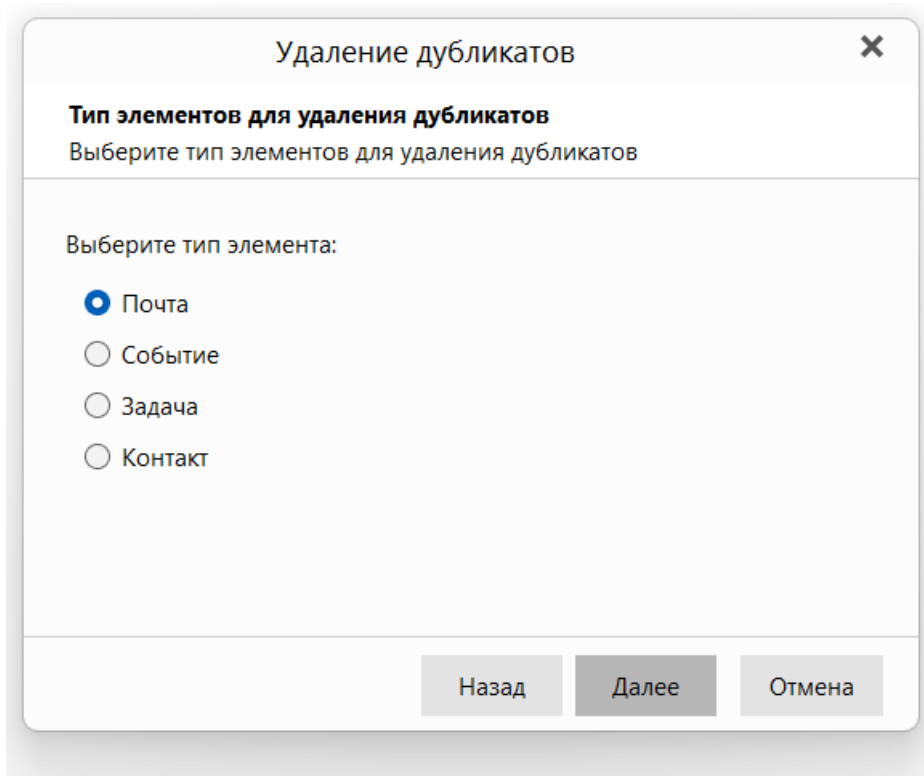 Удаление дубликатов
Тип элементов для удаления дубликатов
Выберите тип элементов для удаления дубликатов
Выберите тип элемента:
Почта
Событие
Задача
Контакт
Назад Далее Отмена